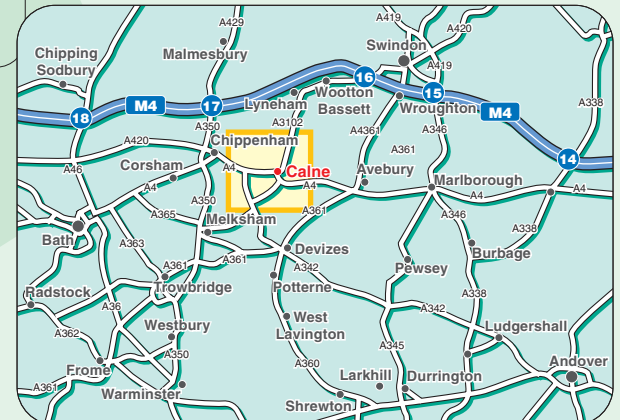 A429
A419
A420
Chipping
Sodbury
Malmesbury
Swindon
A419
16
Lyneham
Wootton
Bassett
15
Wroughton
M4
17
M4
A338
18
A350
A3102
A4361
A346
A420
Chippenham
A361
14
A46
Corsham
A4
Calne
Avebury
Marlborough
A4
A4
A4
A350
A365
A361
A346
Melksham
A338
Bath
A363
Devizes
Burbage
A361
A361
A342
Pewsey
Radstock
Trowbridge
Potterne
A338
A36
A342
West
Lavington
A362
Westbury
Ludgershall
A350
A345
A360
Frome
Andover
Larkhill
Durrington
A361
Warminster
Shrewton